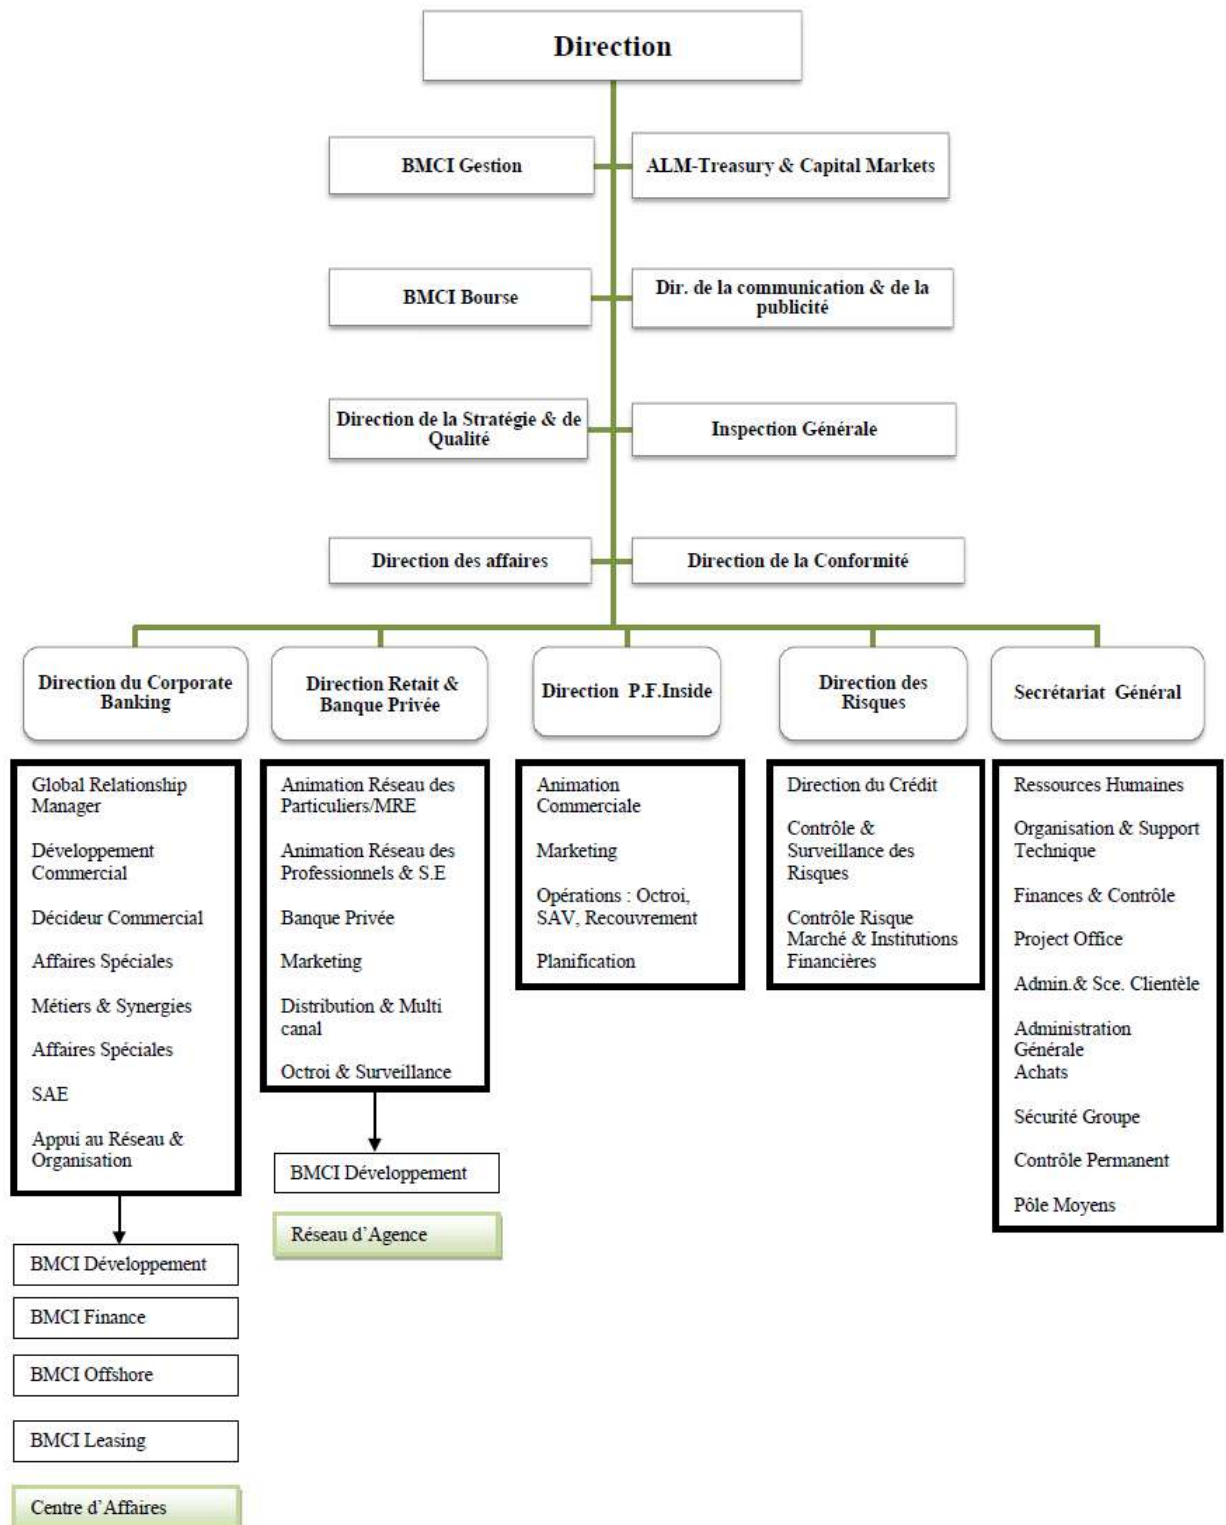 Direction
BMCI Gestion
ALM-Treasury & Capital Markets
BMCI Bourse
Dir. de la communication & de la
publicité
Direction de la Stratégie & de
Qualité
Inspection Générale
Direction des affaires
Direction de la Conformité
Direction du Corporate
Banking
Direction Retait &
Banque Privée
Direction P.F.Inside
Direction des
Risques
Secrétariat Général
Global Relationship
Manager
Développement
Commercial
Décideur Commercial
Affaires Spéciales
Métiers & Synergies
Affaires Spéciales
SAE
Appui au Réseau &
Organisation
Animation Réseau des
Particuliers/MRE
Animation Réseau des
Professionnels & S.E
Banque Privée
Marketing
Distribution & Multi
canal
Octroi & Surveillance
Animation
Commerciale
Marketing
Opérations : Octroi,
SAV, Recouvrement
Planification
Direction du Crédit
Contrôle &
Surveillance des
Risques
Contrôle Risque
Marché & Institutions
Financières
Ressources Humaines
Organisation & Support
Technique
Finances & Contrôle
Project Office
Admin.& Sce. Clientèle
Administration
Générale
Achats
Sécurité Groupe
Contrôle Permanent
Pôle Moyens
BMCI Développement
Réseau d'Agence
BMCI Développement
BMCI Finance
BMCI Offshore
BMCI Leasing
Centre d'Affaires